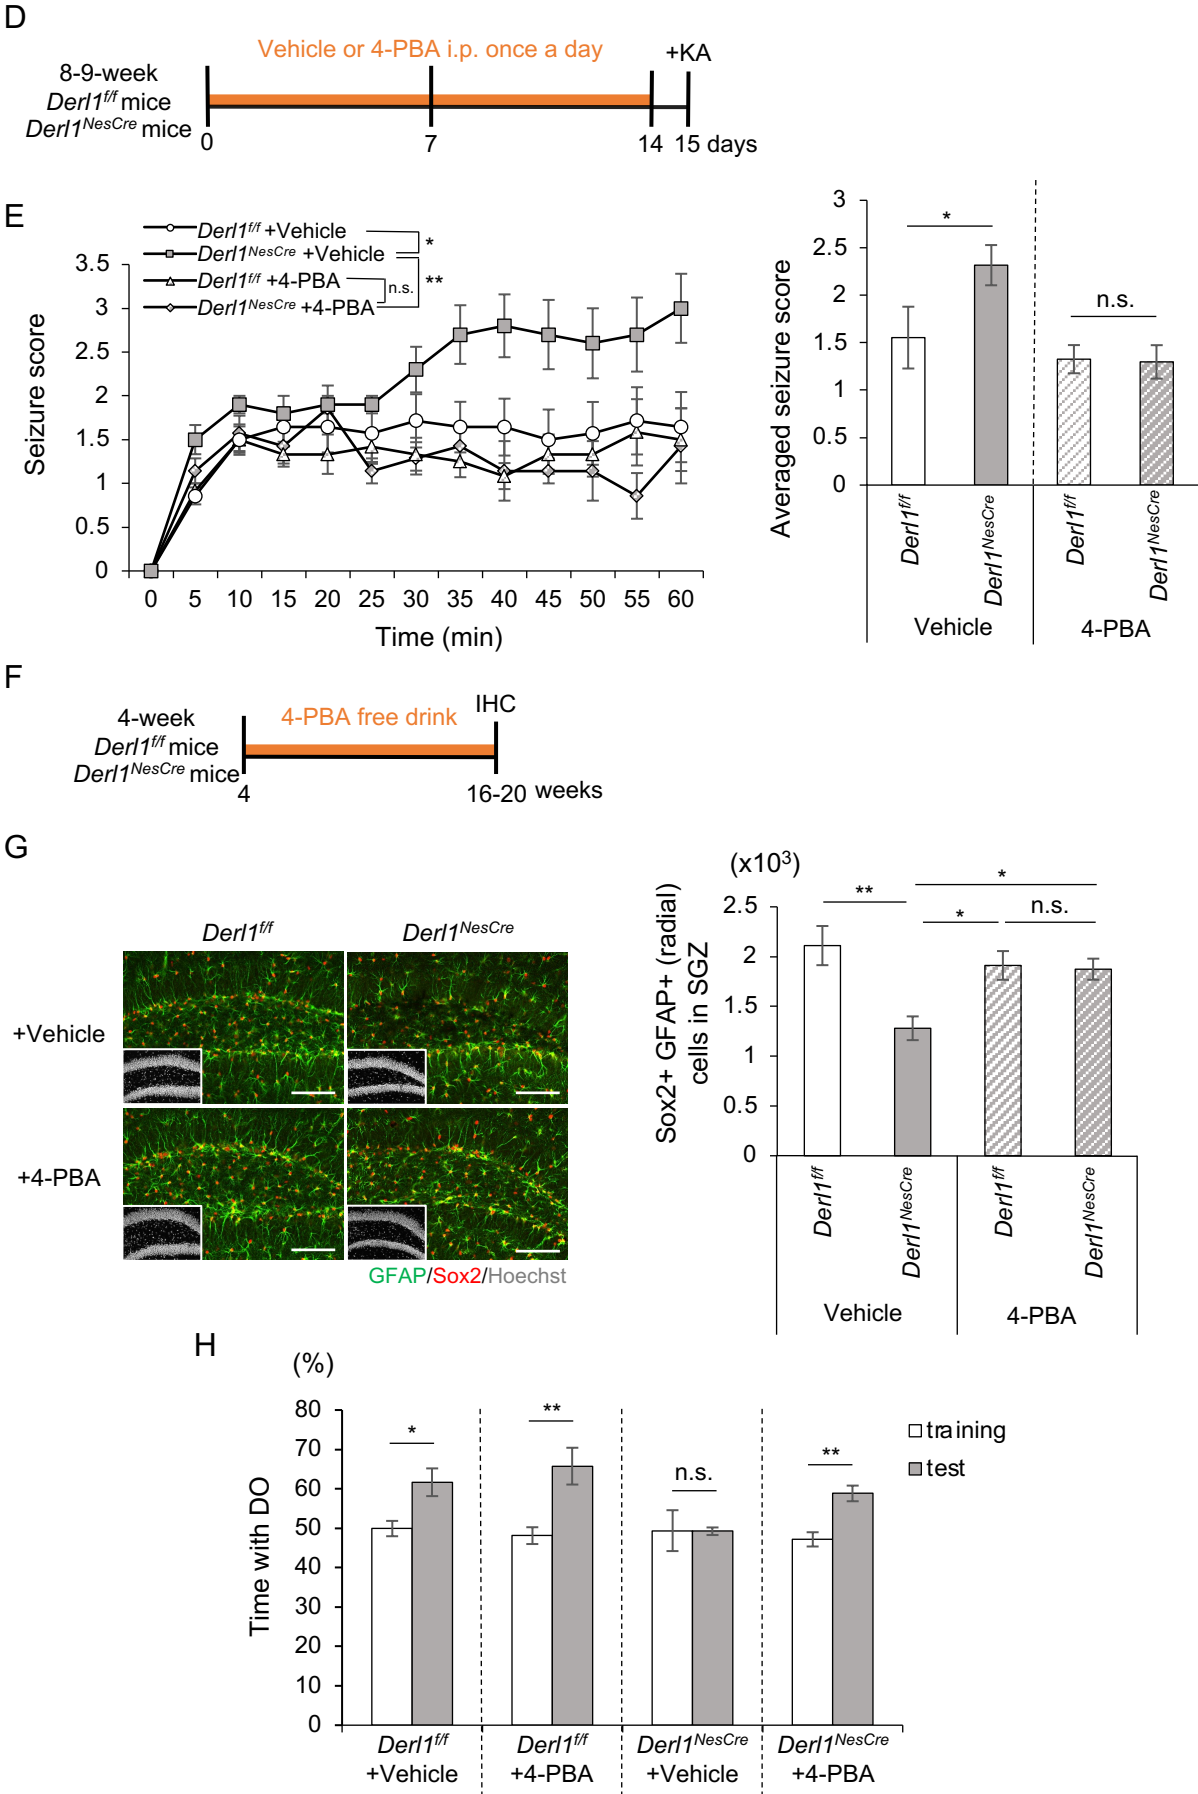 D
Vehicle or 4-PBA i.p. once a day
+KA
8-9-week
Derl1f/f mice
Derl1NesCre mice
0
7
14
15 days
E
Derl1f/f +Vehicle
Derl1NesCre +Vehicle
Derl1f/f +4-PBA
Derl1NesCre +4-PBA
*
n.s.
**
Seizure score
3.5
3
2.5
2
1.5
1
0.5
0
0 5 10 15 20 25 30 35 40 45 50 55 60
Time (min)
Averaged seizure score
3
2.5
2
1.5
1
0.5
0
*
n.s.
Derl1f/f
Derl1NesCre
Derl1f/f
Derl1NesCre
Vehicle
4-PBA
F
4-week
Derl1f/f mice
Derl1NesCre mice
4-PBA free drink
IHC
4
16-20 weeks
G
Derl1f/f
Derl1NesCre
+Vehicle
+4-PBA
GFAP/Sox2/Hoechst
(x10³)
Sox2+ GFAP+ (radial)
cells in SGZ
2.5
2
1.5
1
0.5
0
**
*
*
n.s.
Derl1f/f
Derl1NesCre
Derl1f/f
Derl1NesCre
Vehicle
4-PBA
H
(%)
Time with DO
80
70
60
50
40
30
20
10
0
*
**
n.s.
**
training
test
Derl1f/f
+Vehicle
Derl1f/f
+4-PBA
Derl1NesCre
+Vehicle
Derl1NesCre
+4-PBA